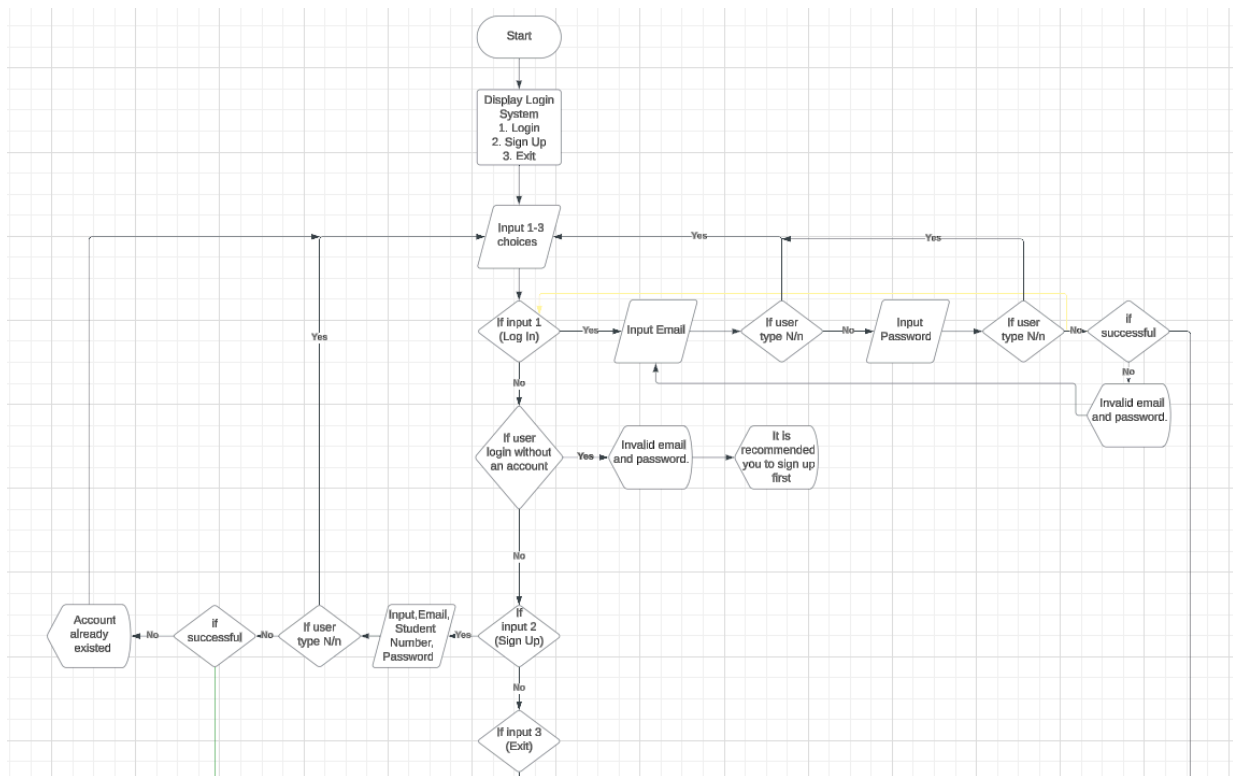 Start
Display Login
System
1. Login
2. Sign Up
3. Exit
Input 1-3
choices
Yes
Yes
If input 1
(Log In)
Yes
Input Email
If user
type N/n
No
Input
Password
If user
type N/n
No
if
successful
Yes
No
No
Invalid email
and password.
If user
login without
an account
Yes
Invalid email
and password.
It is
recommended
you to sign up
first
No
Account
already
existed
No
if
successful
No
If user
type N/n
Input,Email,
Student
Number,
Password
Yes
If
input 2
(Sign Up)
No
If input 3
(Exit)